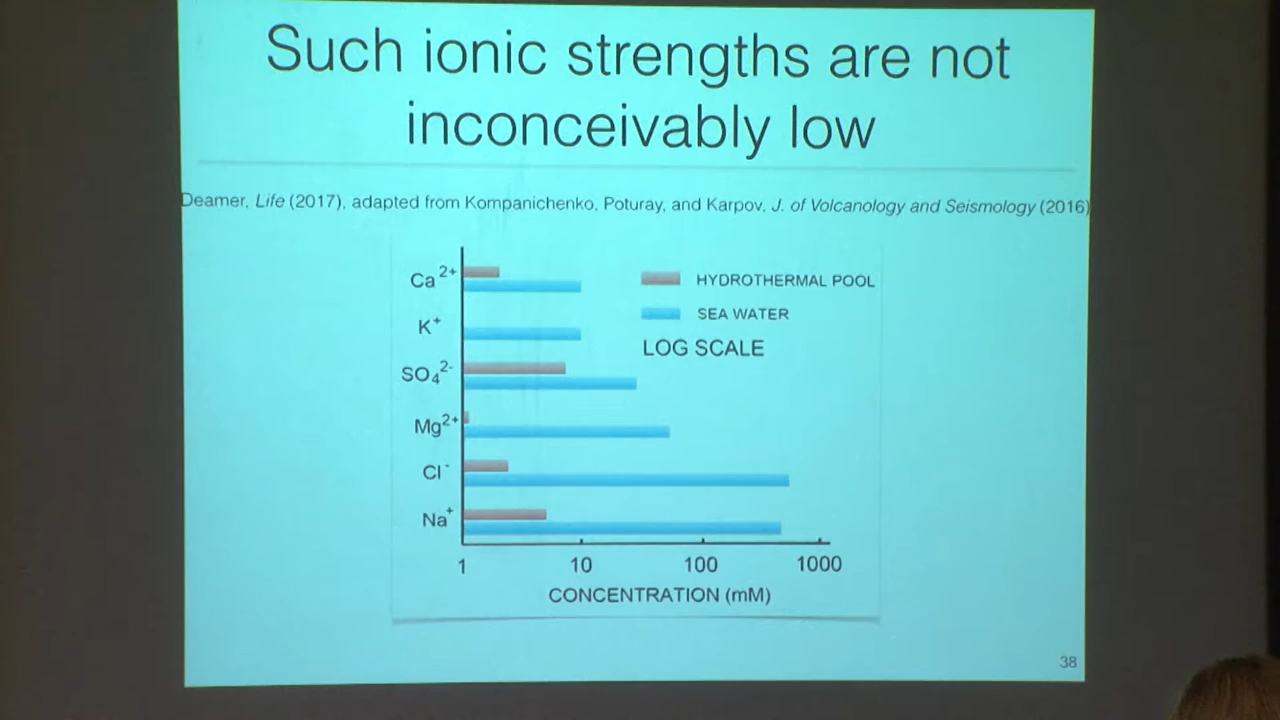 Such ionic strengths are not
inconceivably low
Deamer, Life (2017), adapted from Kompanichenko, Poturay, and Karpov, J. of Volcanology and Seismology (2016)
Ca2+
HYDROTHERMAL POOL
SEA WATER
K+
LOG SCALE
SO42-
Mg2+
Cl-
Na+
1 10 100 1000
CONCENTRATION (mM)
38